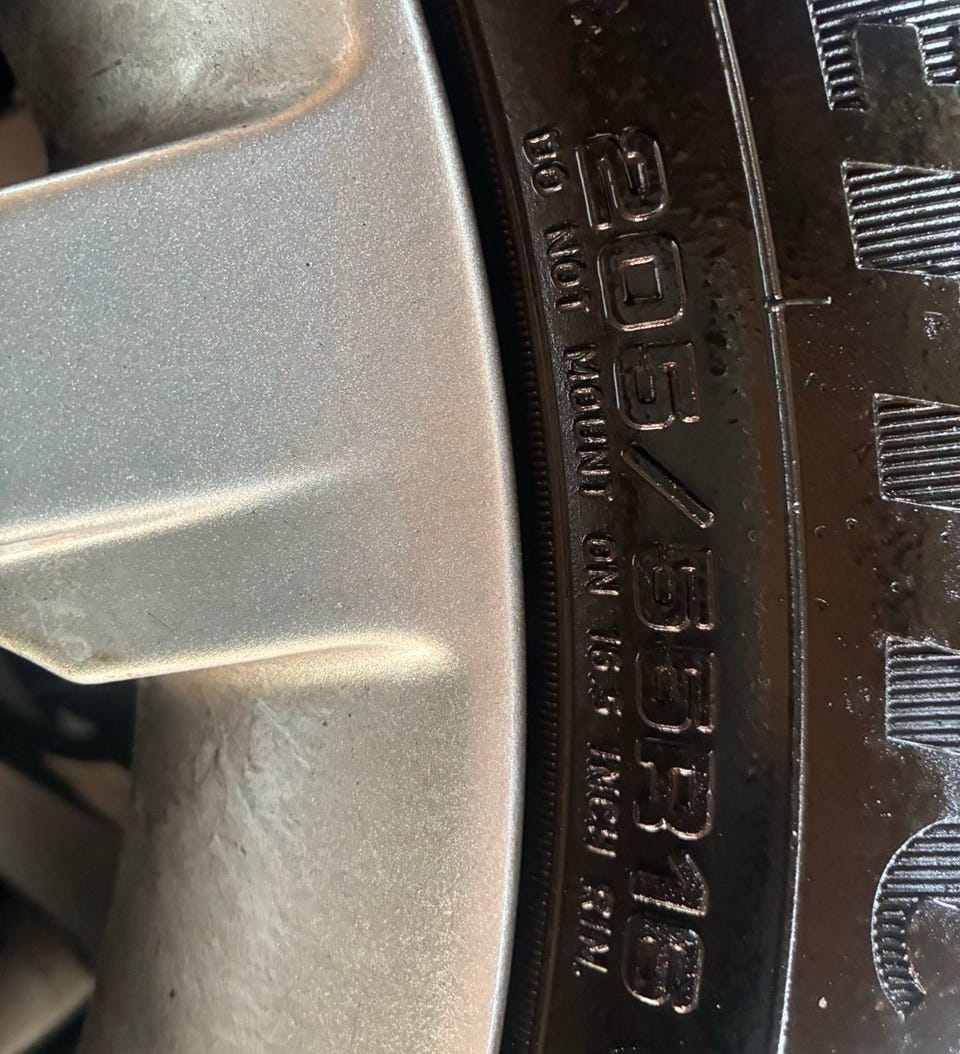 205/55R16
DO NOT MOUNT ON 16.5 INCH RIM.